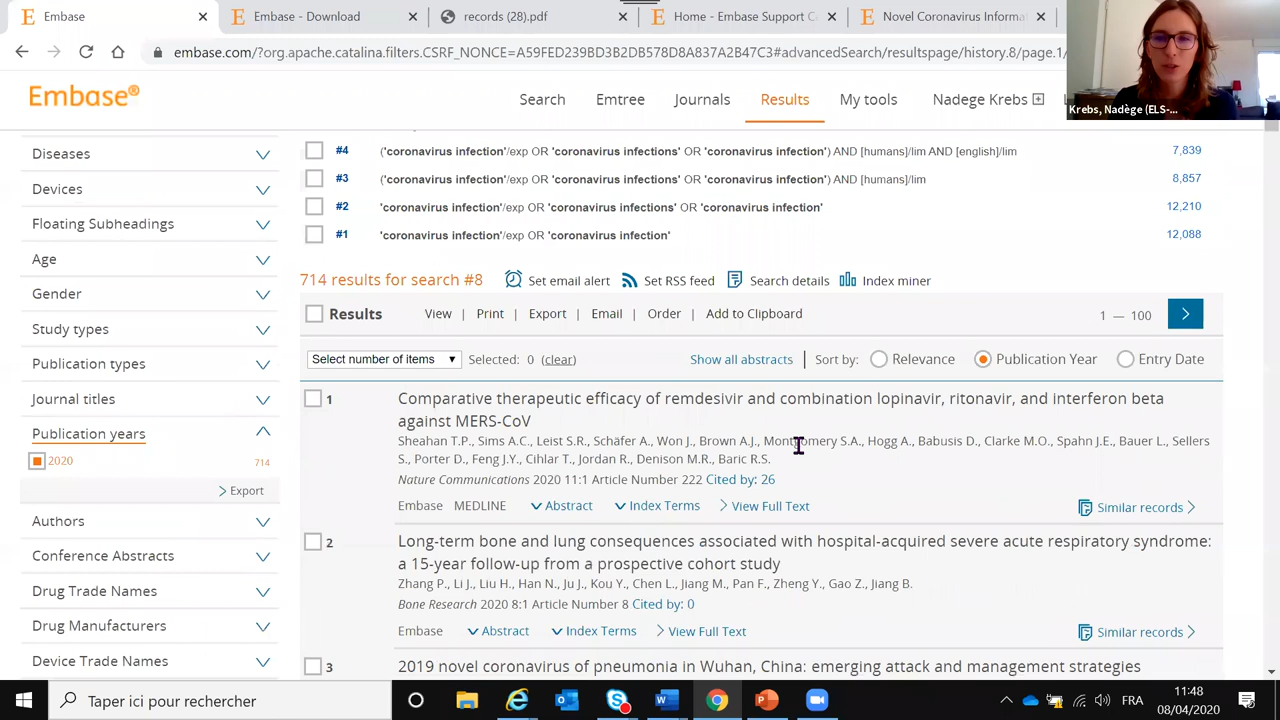 Embase
Embase - Download
records (28).pdf
Home - Embase Support C
Novel Coronavirus Informa
embase.com/?org.apache.catalina.filters.CSRF_NONCE=A59FED239BD3B2DB578D8A837A2B47C3#advancedSearch/resultspage/history.8/page.1/
Krebs, Nadège (ELS-...
Embase®
Search
Emtree
Journals
Results
My tools
Nadege Krebs
Diseases
Devices
Floating Subheadings
Age
Gender
Study types
Publication types
Journal titles
Publication years
2020 714
Export
Authors
Conference Abstracts
Drug Trade Names
Drug Manufacturers
Device Trade Names
#4 ('coronavirus infection'/exp OR 'coronavirus infections' OR 'coronavirus infection') AND [humans]/lim AND [english]/lim 7,839
#3 ('coronavirus infection'/exp OR 'coronavirus infections' OR 'coronavirus infection') AND [humans]/lim 8,857
#2 'coronavirus infection'/exp OR 'coronavirus infections' OR 'coronavirus infection' 12,210
#1 'coronavirus infection'/exp OR 'coronavirus infection' 12,088
714 results for search #8 Set email alert Set RSS feed Search details Index miner
Results View | Print | Export | Email | Order | Add to Clipboard 1 — 100
Select number of items Selected: 0 (clear) Show all abstracts | Sort by: Relevance Publication Year Entry Date
1 Comparative therapeutic efficacy of remdesivir and combination lopinavir, ritonavir, and interferon beta
against MERS-CoV
Sheahan T.P., Sims A.C., Leist S.R., Schäfer A., Won J., Brown A.J., Montgomery S.A., Hogg A., Babusis D., Clarke M.O., Spahn J.E., Bauer L., Sellers
S., Porter D., Feng J.Y., Cihlar T., Jordan R., Denison M.R., Baric R.S.
Nature Communications 2020 11:1 Article Number 222 Cited by: 26
Embase MEDLINE Abstract Index Terms View Full Text Similar records
2 Long-term bone and lung consequences associated with hospital-acquired severe acute respiratory syndrome:
a 15-year follow-up from a prospective cohort study
Zhang P., Li J., Liu H., Han N., Ju J., Kou Y., Chen L., Jiang M., Pan F., Zheng Y., Gao Z., Jiang B.
Bone Research 2020 8:1 Article Number 8 Cited by: 0
Embase Abstract Index Terms View Full Text Similar records
3 2019 novel coronavirus of pneumonia in Wuhan, China: emerging attack and management strategies
Taper ici pour rechercher
FRA
11:48
08/04/2020